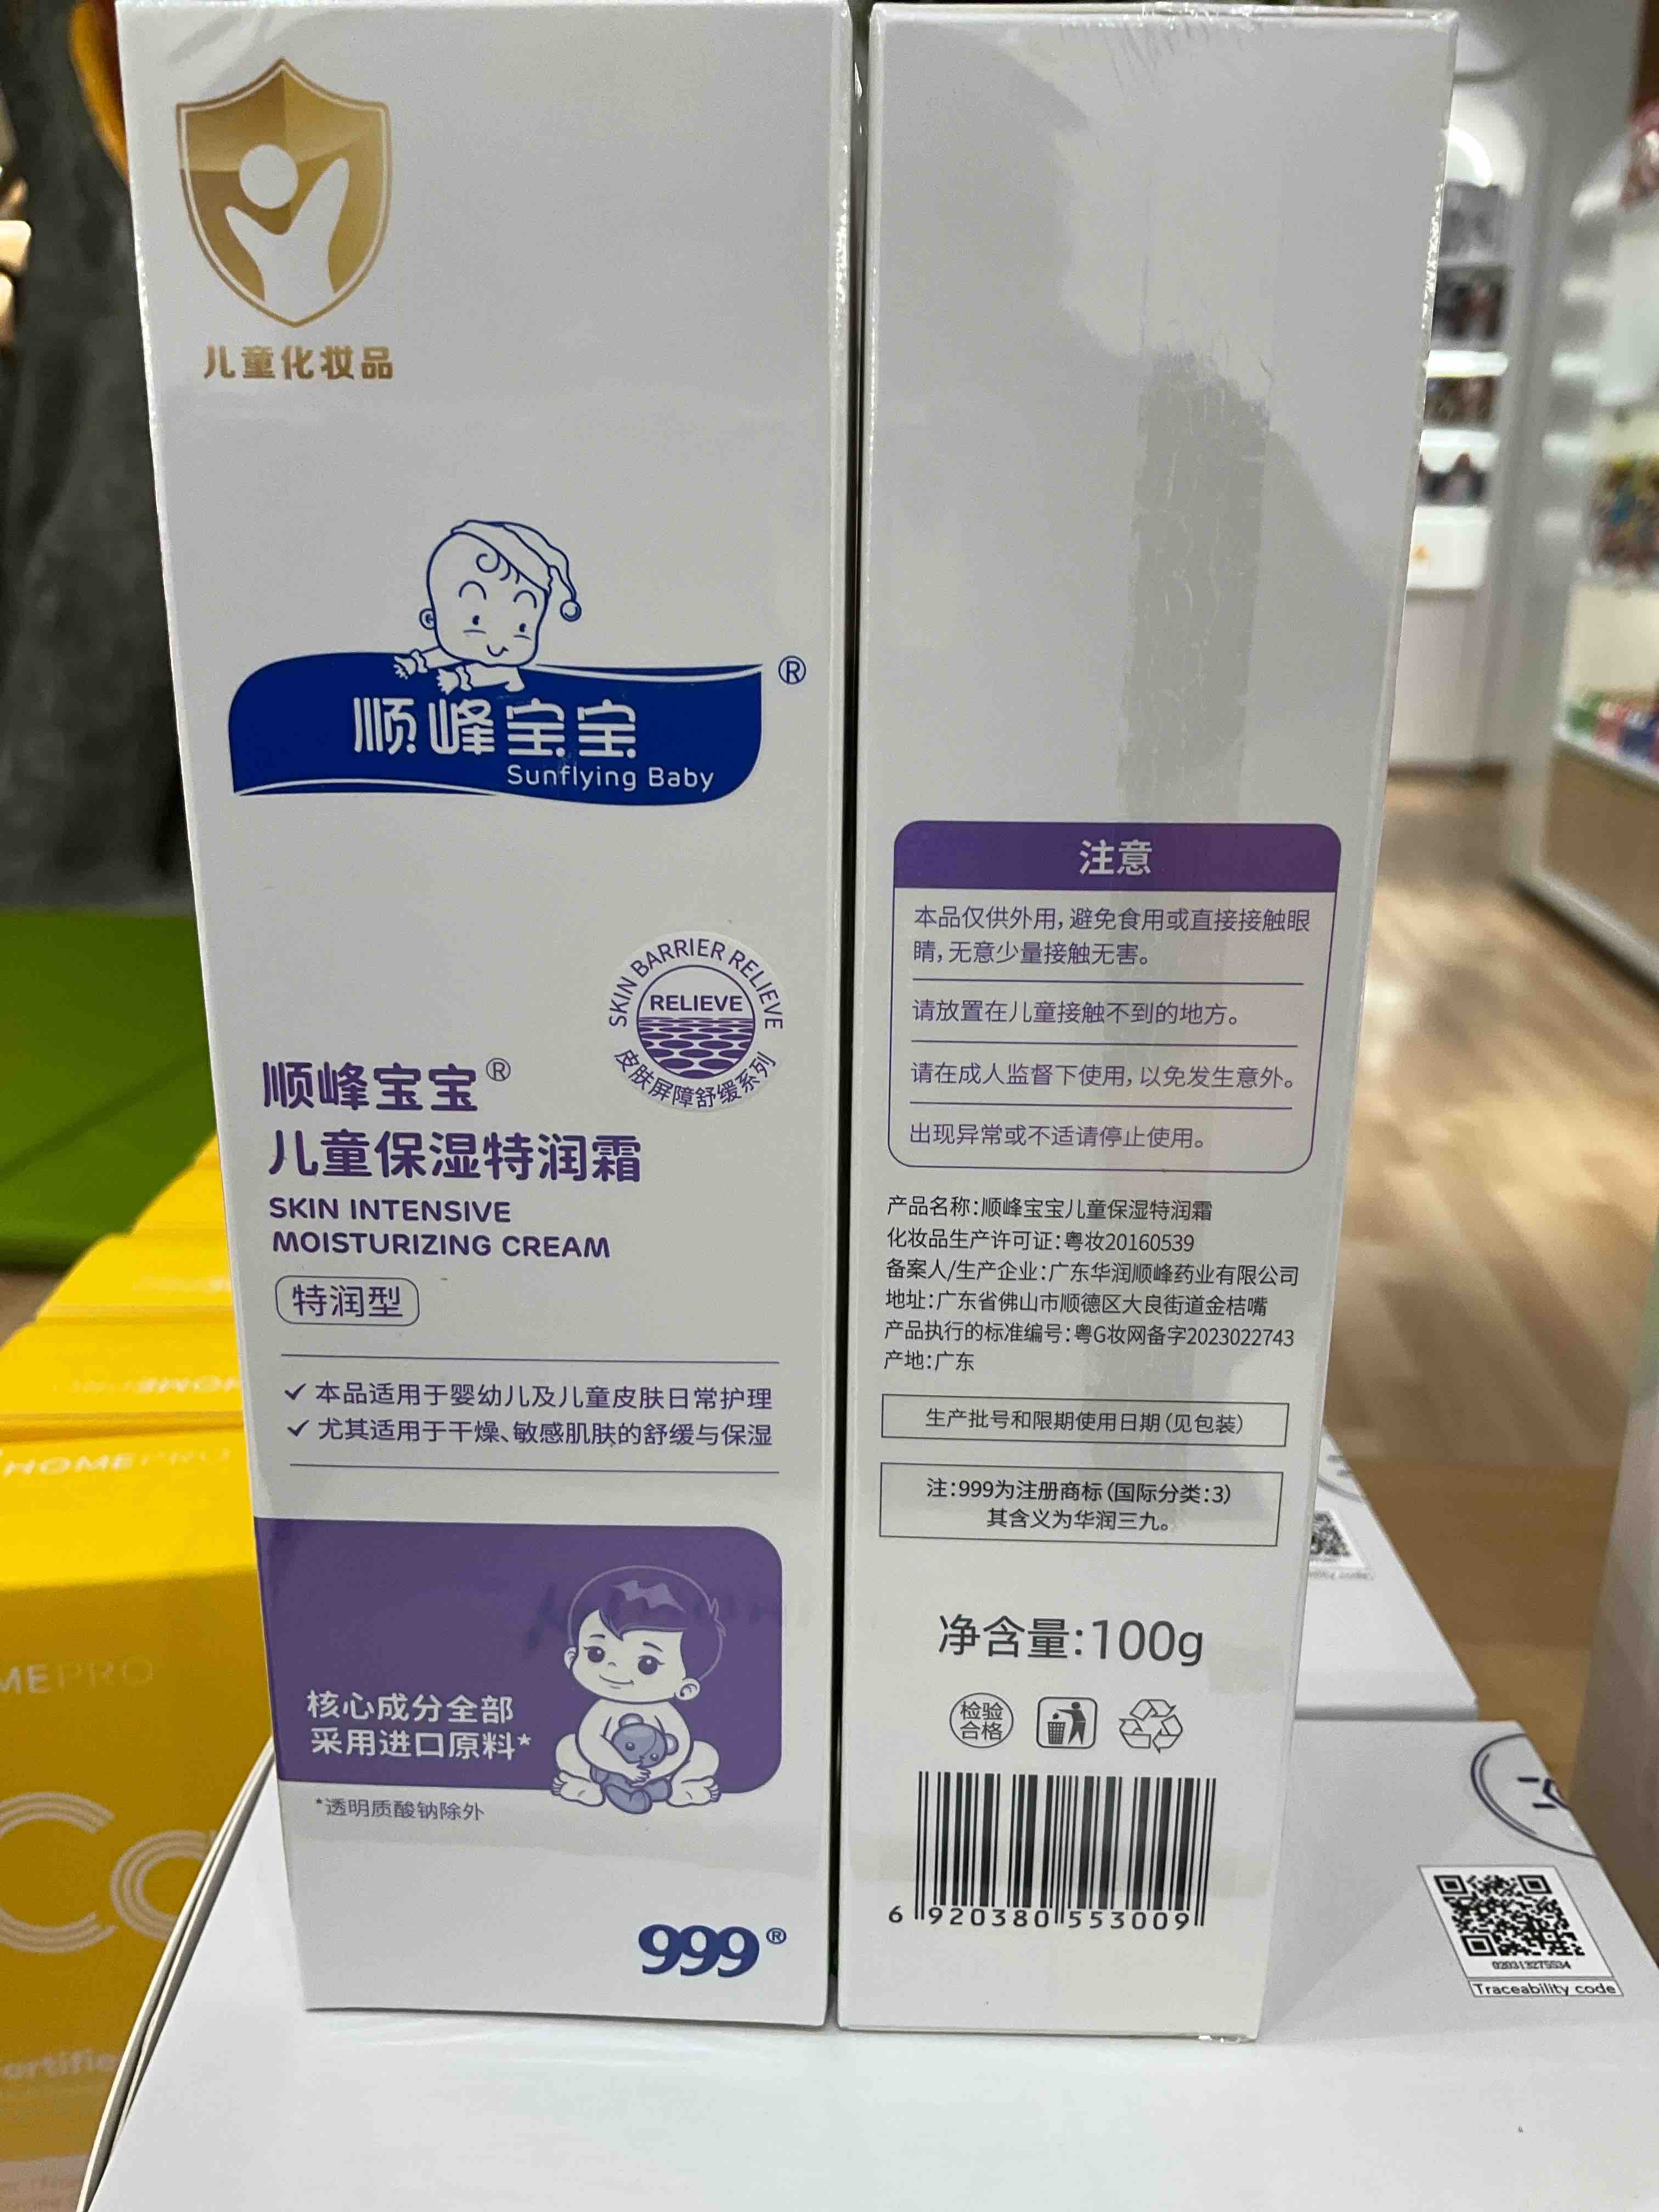 儿童化妆品
顺峰宝宝
®
Sunflying Baby
SKIN BARRIER RELIEVE
RELIEVE
皮肤屏障舒缓系列
顺峰宝宝®
儿童保湿特润霜
SKIN INTENSIVE
MOISTURIZING CREAM
特润型
✓ 本品适用于婴幼儿及儿童皮肤日常护理
✓ 尤其适用于干燥、敏感肌肤的舒缓与保湿
核心成分全部
采用进口原料*
*透明质酸钠除外
999®
注意
本品仅供外用,避免食用或直接接触眼
睛,无意少量接触无害。
请放置在儿童接触不到的地方。
请在成人监督下使用,以免发生意外。
出现异常或不适请停止使用。
产品名称:顺峰宝宝儿童保湿特润霜
化妆品生产许可证:粤妆20160539
备案人/生产企业:广东华润顺峰药业有限公司
地址:广东省佛山市顺德区大良街道金桔嘴
产品执行的标准编号:粤G妆网备字2023022743
产地:广东
生产批号和限期使用日期(见包装)
注:999为注册商标(国际分类:3)
其含义为华润三九。
净含量:100g
检验
合格
6 920380 553009
HOMEPRO
MEPRO
Ca
ertifie
020313275534
Traceability code